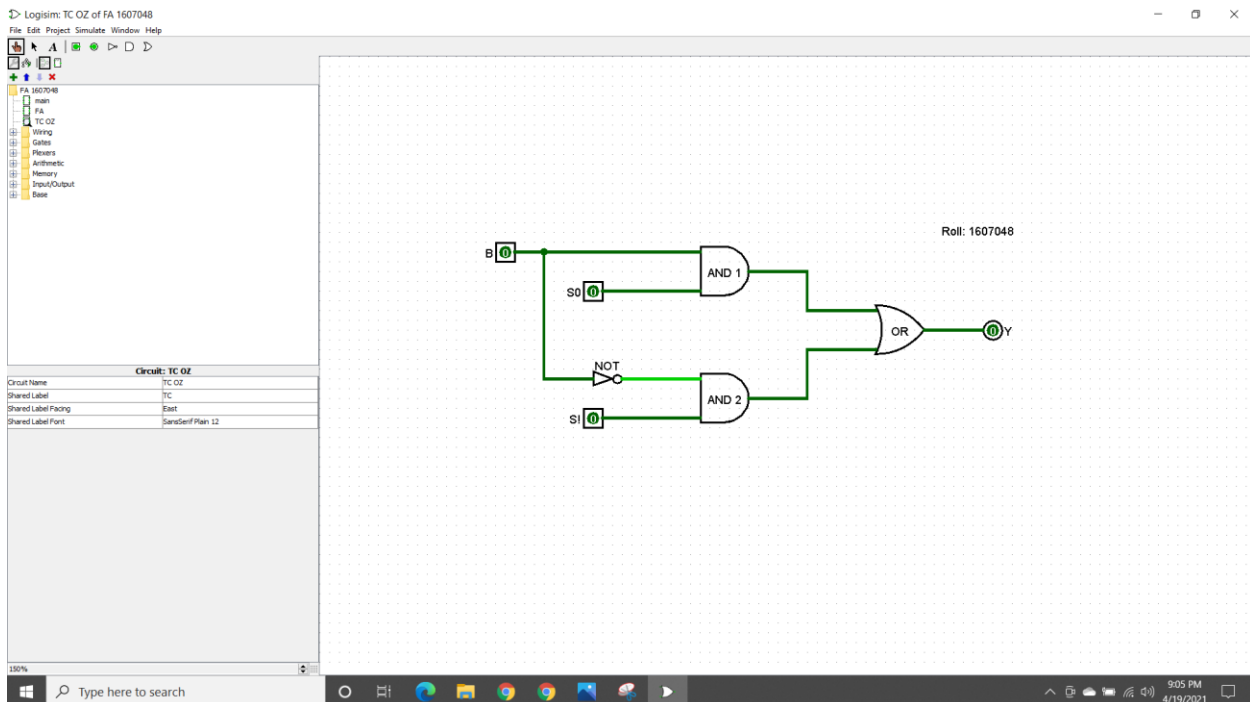 Logisim: TC OZ of FA 1607048
File Edit Project Simulate Window Help
A
FA 1607048
main
FA
TC OZ
Wiring
Gates
Plexers
Arithmetic
Memory
Input/Output
Base
Circuit: TC OZ
Circuit Name TC OZ
Shared Label TC
Shared Label Facing East
Shared Label Font SansSerif Plain 12
150%
Roll: 1607048
B 0
AND 1
S0 0
OR
0 Y
NOT
AND 2
S! 0
Type here to search
9:05 PM
4/19/2021